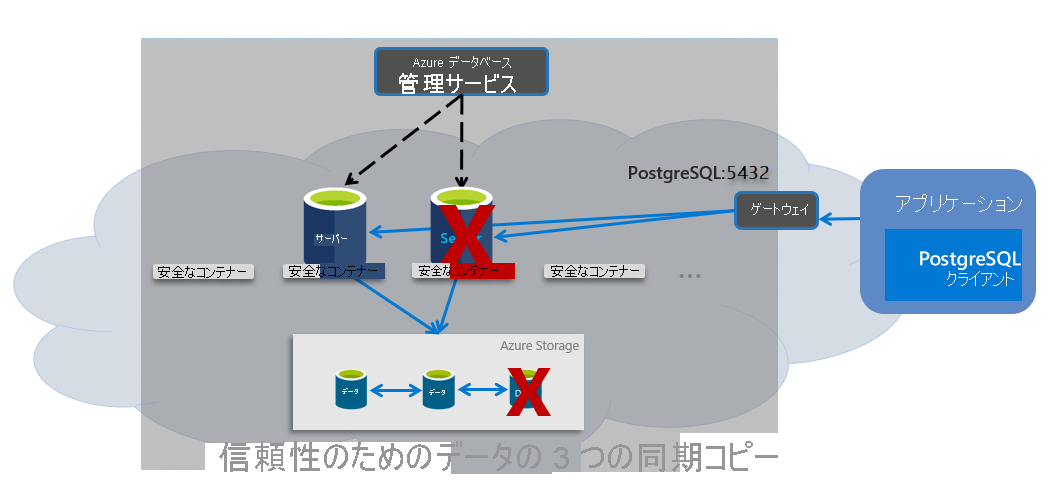 Azure データベース
管理サービス
PostgreSQL:5432
ゲートウェイ
アプリケーション
PostgreSQL
クライアント
サーバー
安全なコンテナー
安全なコンテナー
安全なコンテナー
安全なコンテナー
...
Azure Storage
データ
データ
信頼性のためのデータの 3 つの同期コピー